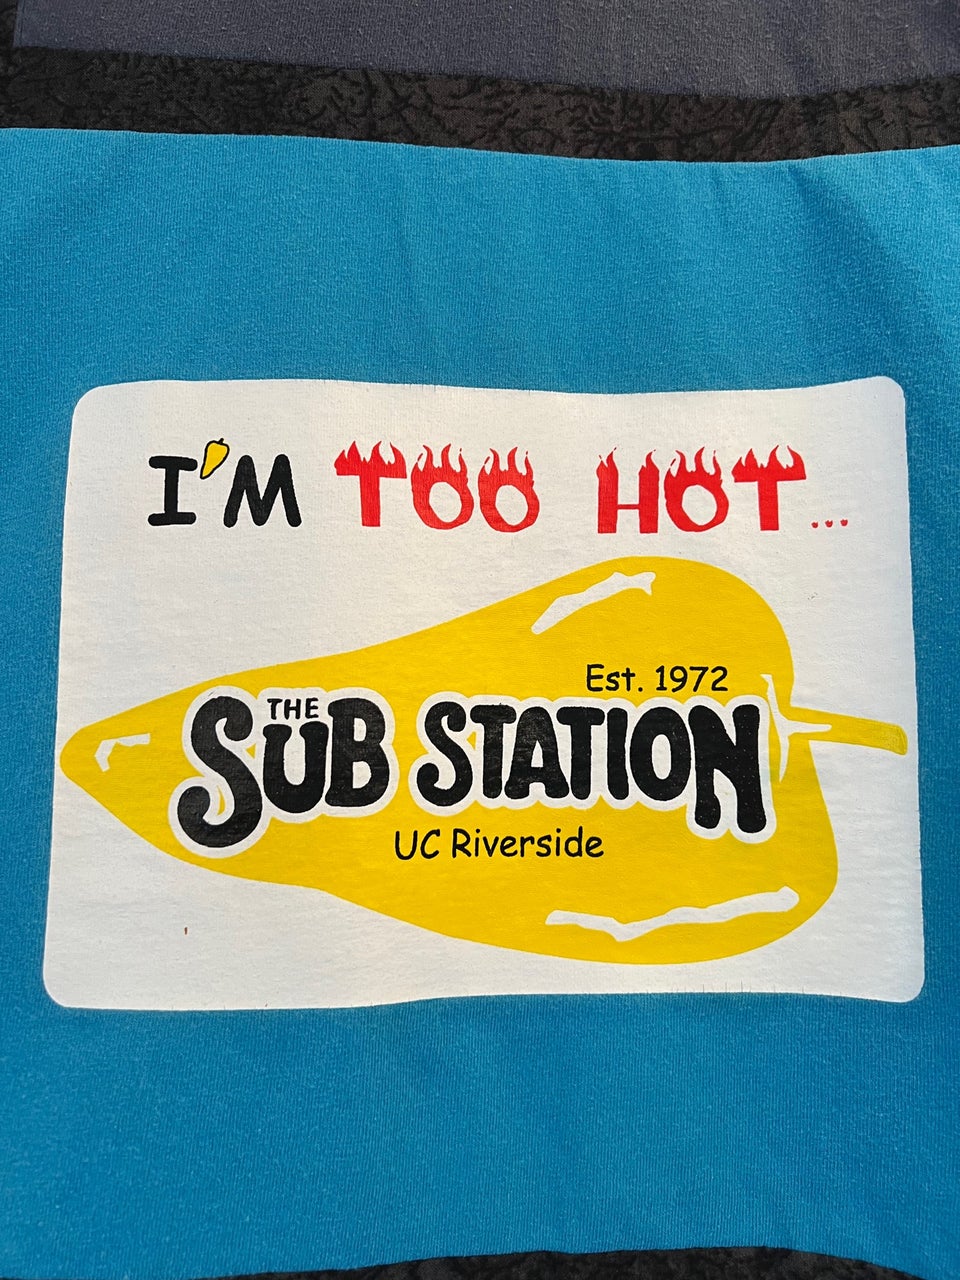 I'M TOO HOT...
Est. 1972
THE SUB STATION
UC Riverside